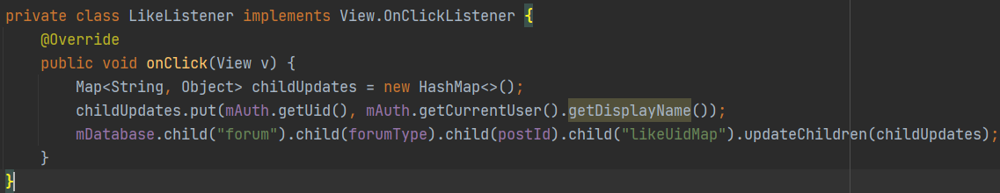 private class LikeListener implements View.OnClickListener {
    @Override
    public void onClick(View v) {
        Map<String, Object> childUpdates = new HashMap<>();
        childUpdates.put(mAuth.getUid(), mAuth.getCurrentUser().getDisplayName());
        mDatabase.child("forum").child(forumType).child(postId).child("likeUidMap").updateChildren(childUpdates);
    }
}